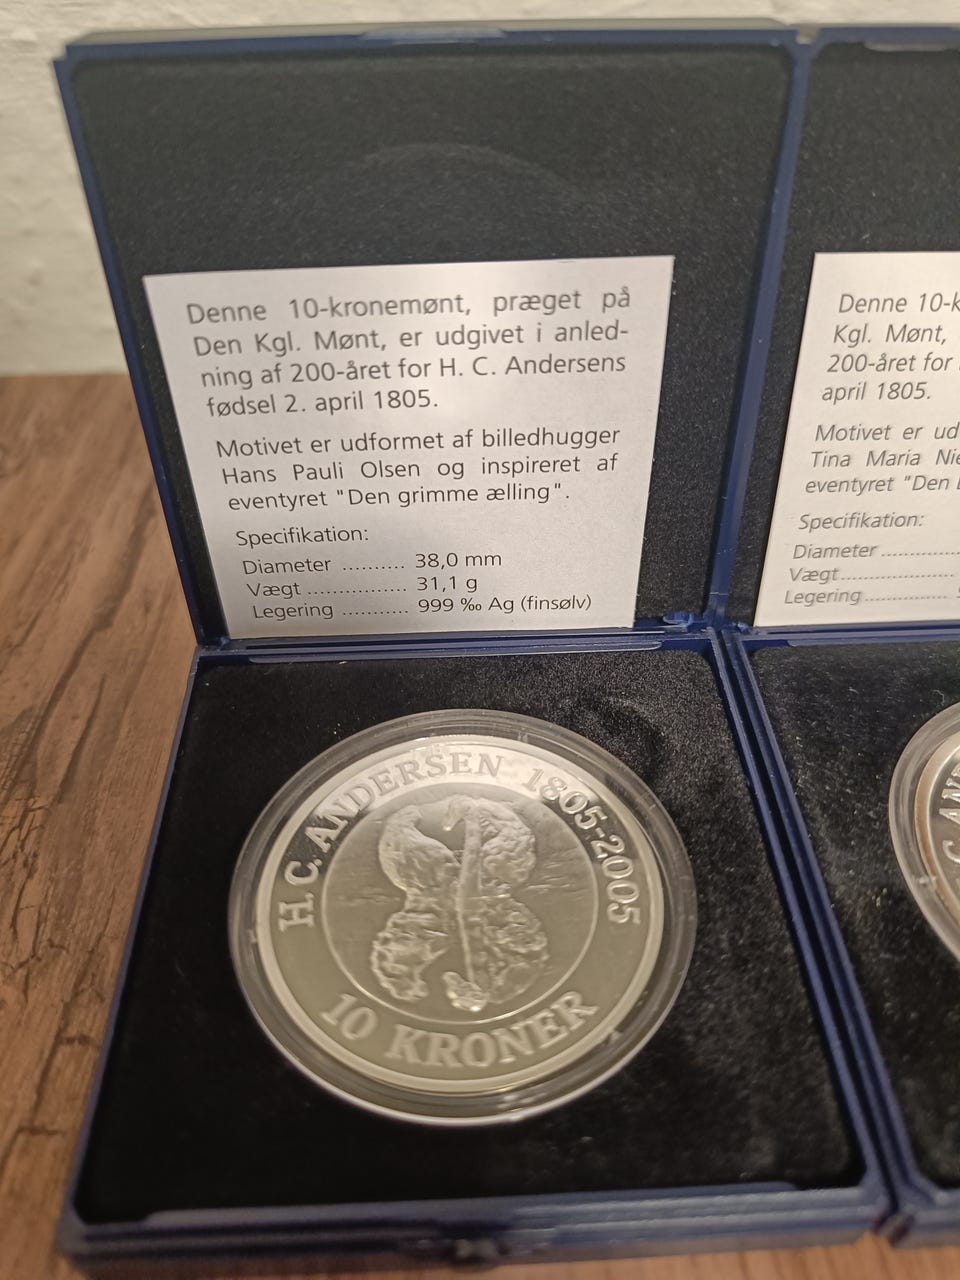 Denne 10-kronemønt, præget på
Den Kgl. Mønt, er udgivet i anled-
ning af 200-året for H. C. Andersens
fødsel 2. april 1805.
Motivet er udformet af billedhugger
Hans Pauli Olsen og inspireret af
eventyret "Den grimme ælling".
Specifikation:
Diameter .......... 38,0 mm
Vægt ................ 31,1 g
Legering ........... 999 ‰ Ag (finsølv)
H. C. ANDERSEN 1805-2005
10 KRONER
Denne 10-k
Kgl. Mønt,
200-året for
april 1805.
Motivet er ud
Tina Maria Nie
eventyret "Den
Specifikation:
Diameter .............
Vægt..................
Legering..............
C. AND